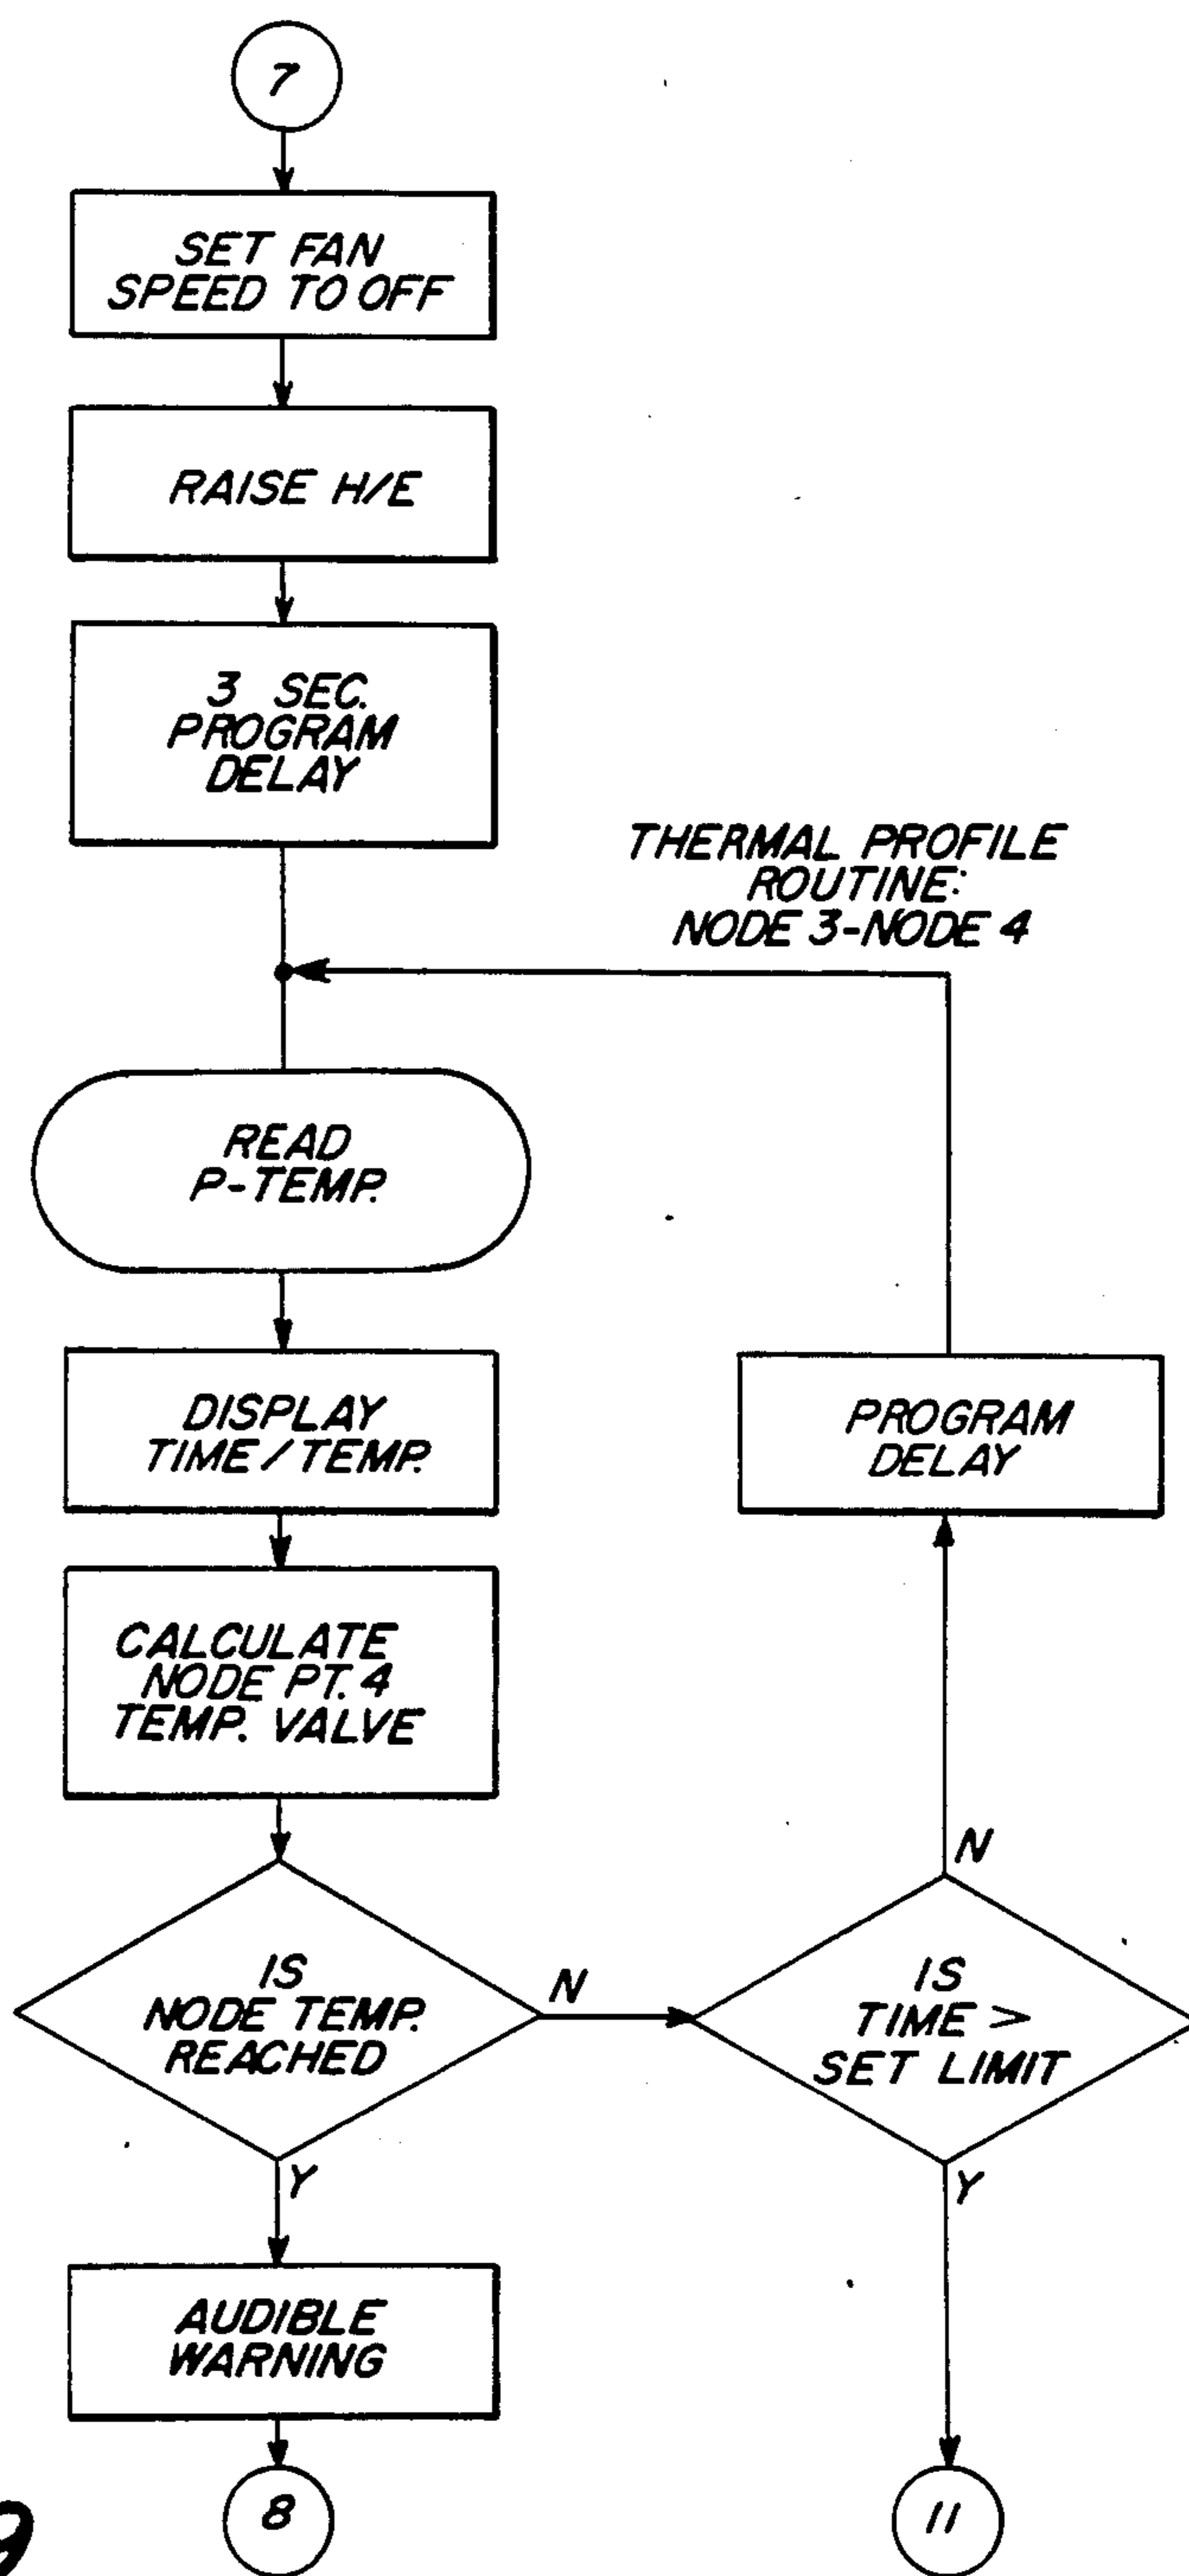 7
SET FAN
SPEED TO OFF
RAISE H/E
3 SEC.
PROGRAM
DELAY
THERMAL PROFILE
ROUTINE:
NODE 3-NODE 4
READ
P-TEMP.
DISPLAY
TIME/TEMP.
PROGRAM
DELAY
CALCULATE
NODE PT. 4
TEMP. VALVE
N
IS
NODE TEMP.
REACHED
N
IS
TIME >
SET LIMIT
Y
Y
AUDIBLE
WARNING
8
11
9